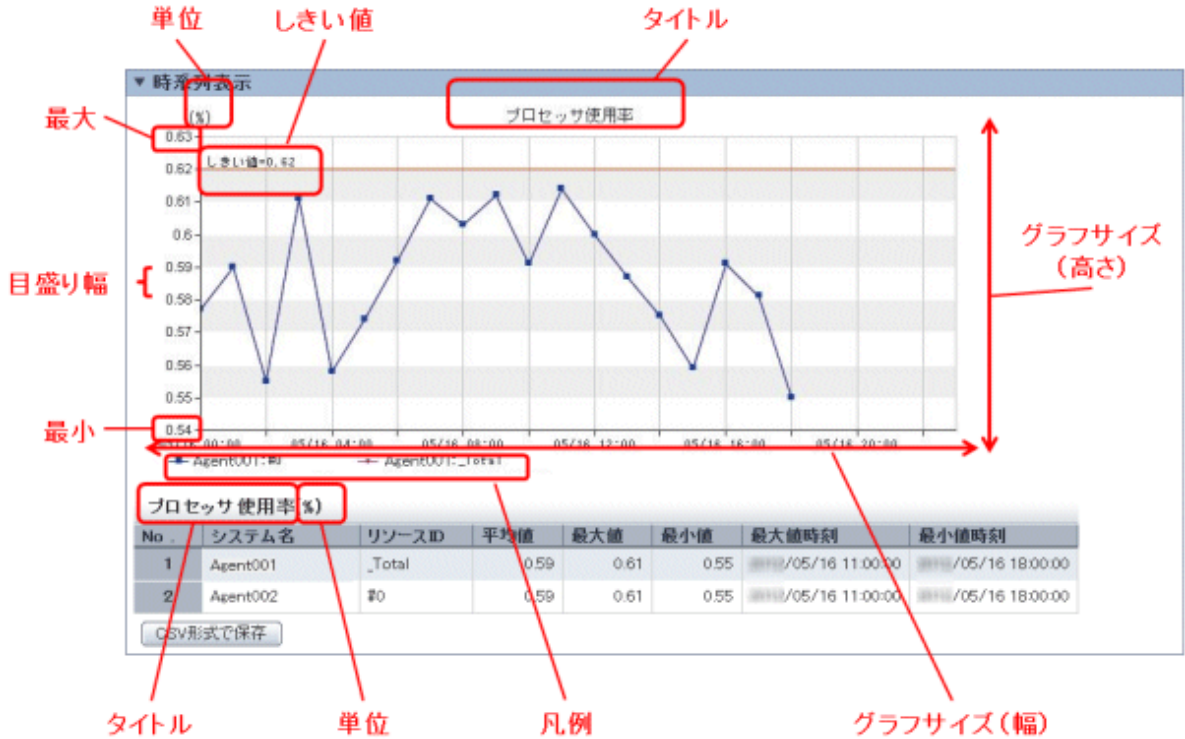 単位 しきい値 タイトル
▼ 時系列表示
最大 (%) プロセッサ使用率
0.63
しきい値=0.62
0.62
0.61
0.6
グラフサイズ
(高さ)
目盛り幅 0.59
0.58
0.57
0.56
0.55
最小 0.54
00:00 05/16 04:00 05/16 08:00 05/16 12:00 05/16 16:00 05/16 20:00
Agent001:#0 Agent001:_Total
プロセッサ使用率(%)
No. システム名 リソースID 平均値 最大値 最小値 最大値時刻 最小値時刻
1 Agent001 _Total 0.59 0.61 0.55 /05/16 11:00:00 /05/16 18:00:00
2 Agent002 #0 0.59 0.61 0.55 /05/16 11:00:00 /05/16 18:00:00
CSV形式で保存
タイトル 単位 凡例 グラフサイズ(幅)